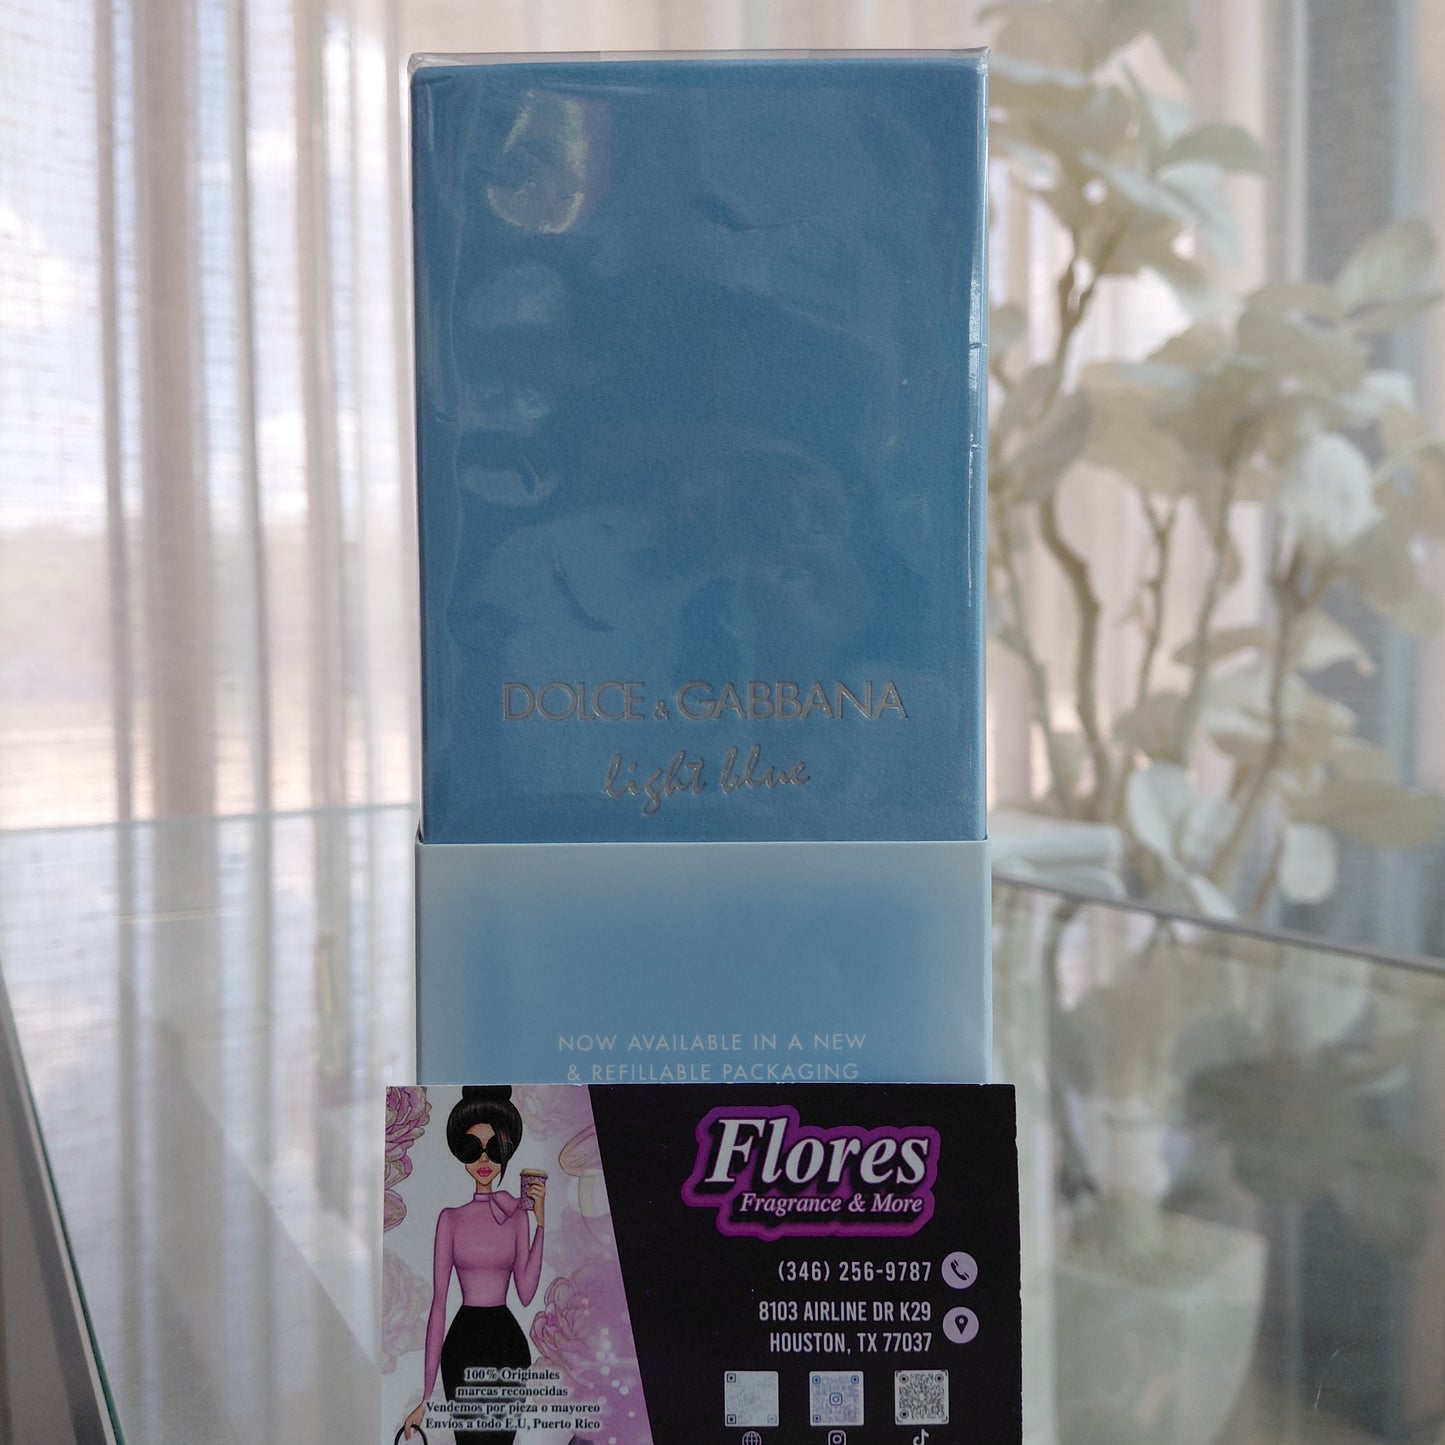 DOLCE & GABBANA
light blue
NOW AVAILABLE IN A NEW
& REFILLABLE PACKAGING
Flores
Fragrance & More
(346) 256-9787
8103 AIRLINE DR K29
HOUSTON, TX 77037
100% Originales
marcas reconocidas
Vendemos por pieza o mayoreo
Envíos a todo E.U, Puerto Rico